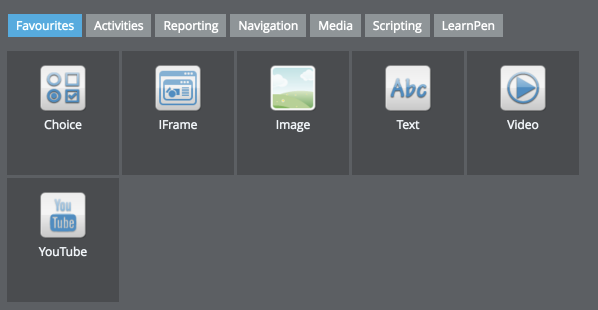 Favourites Activities Reporting Navigation Media Scripting LearnPen
Abc
Choice IFrame Image Text Video
You
Tube
YouTube